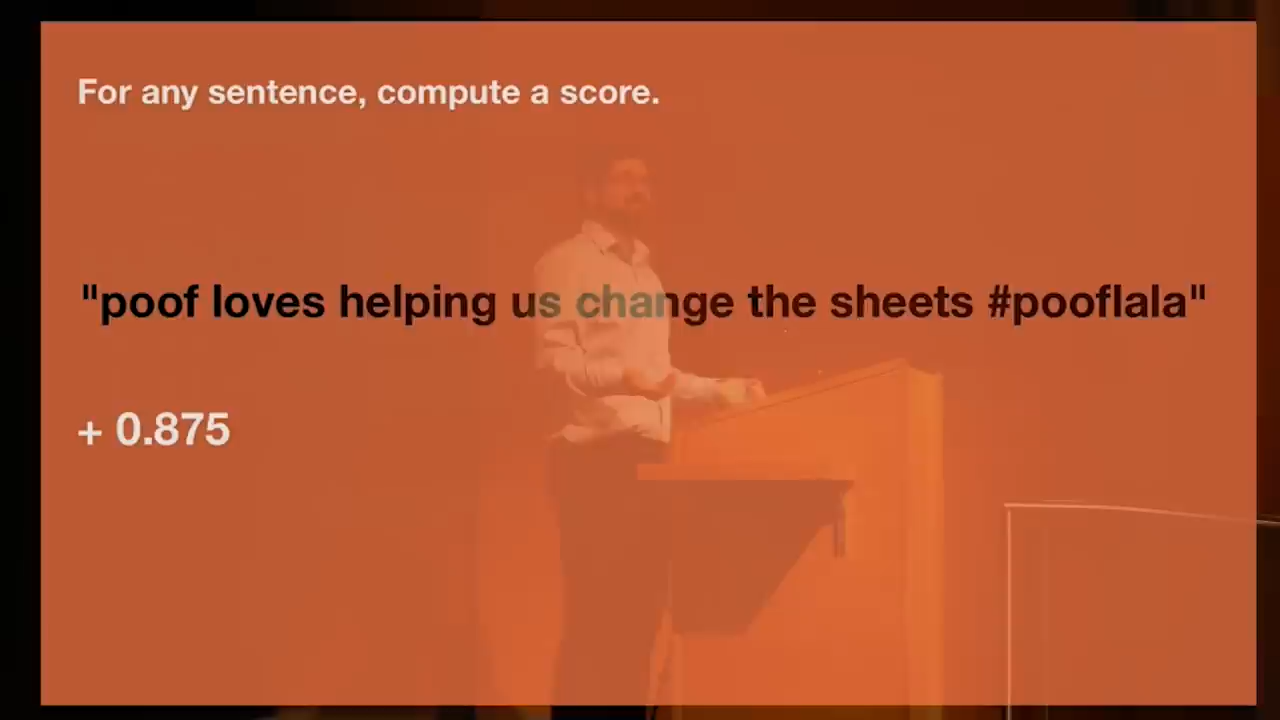 For any sentence, compute a score.
"poof loves helping us change the sheets #pooflala"
+ 0.875